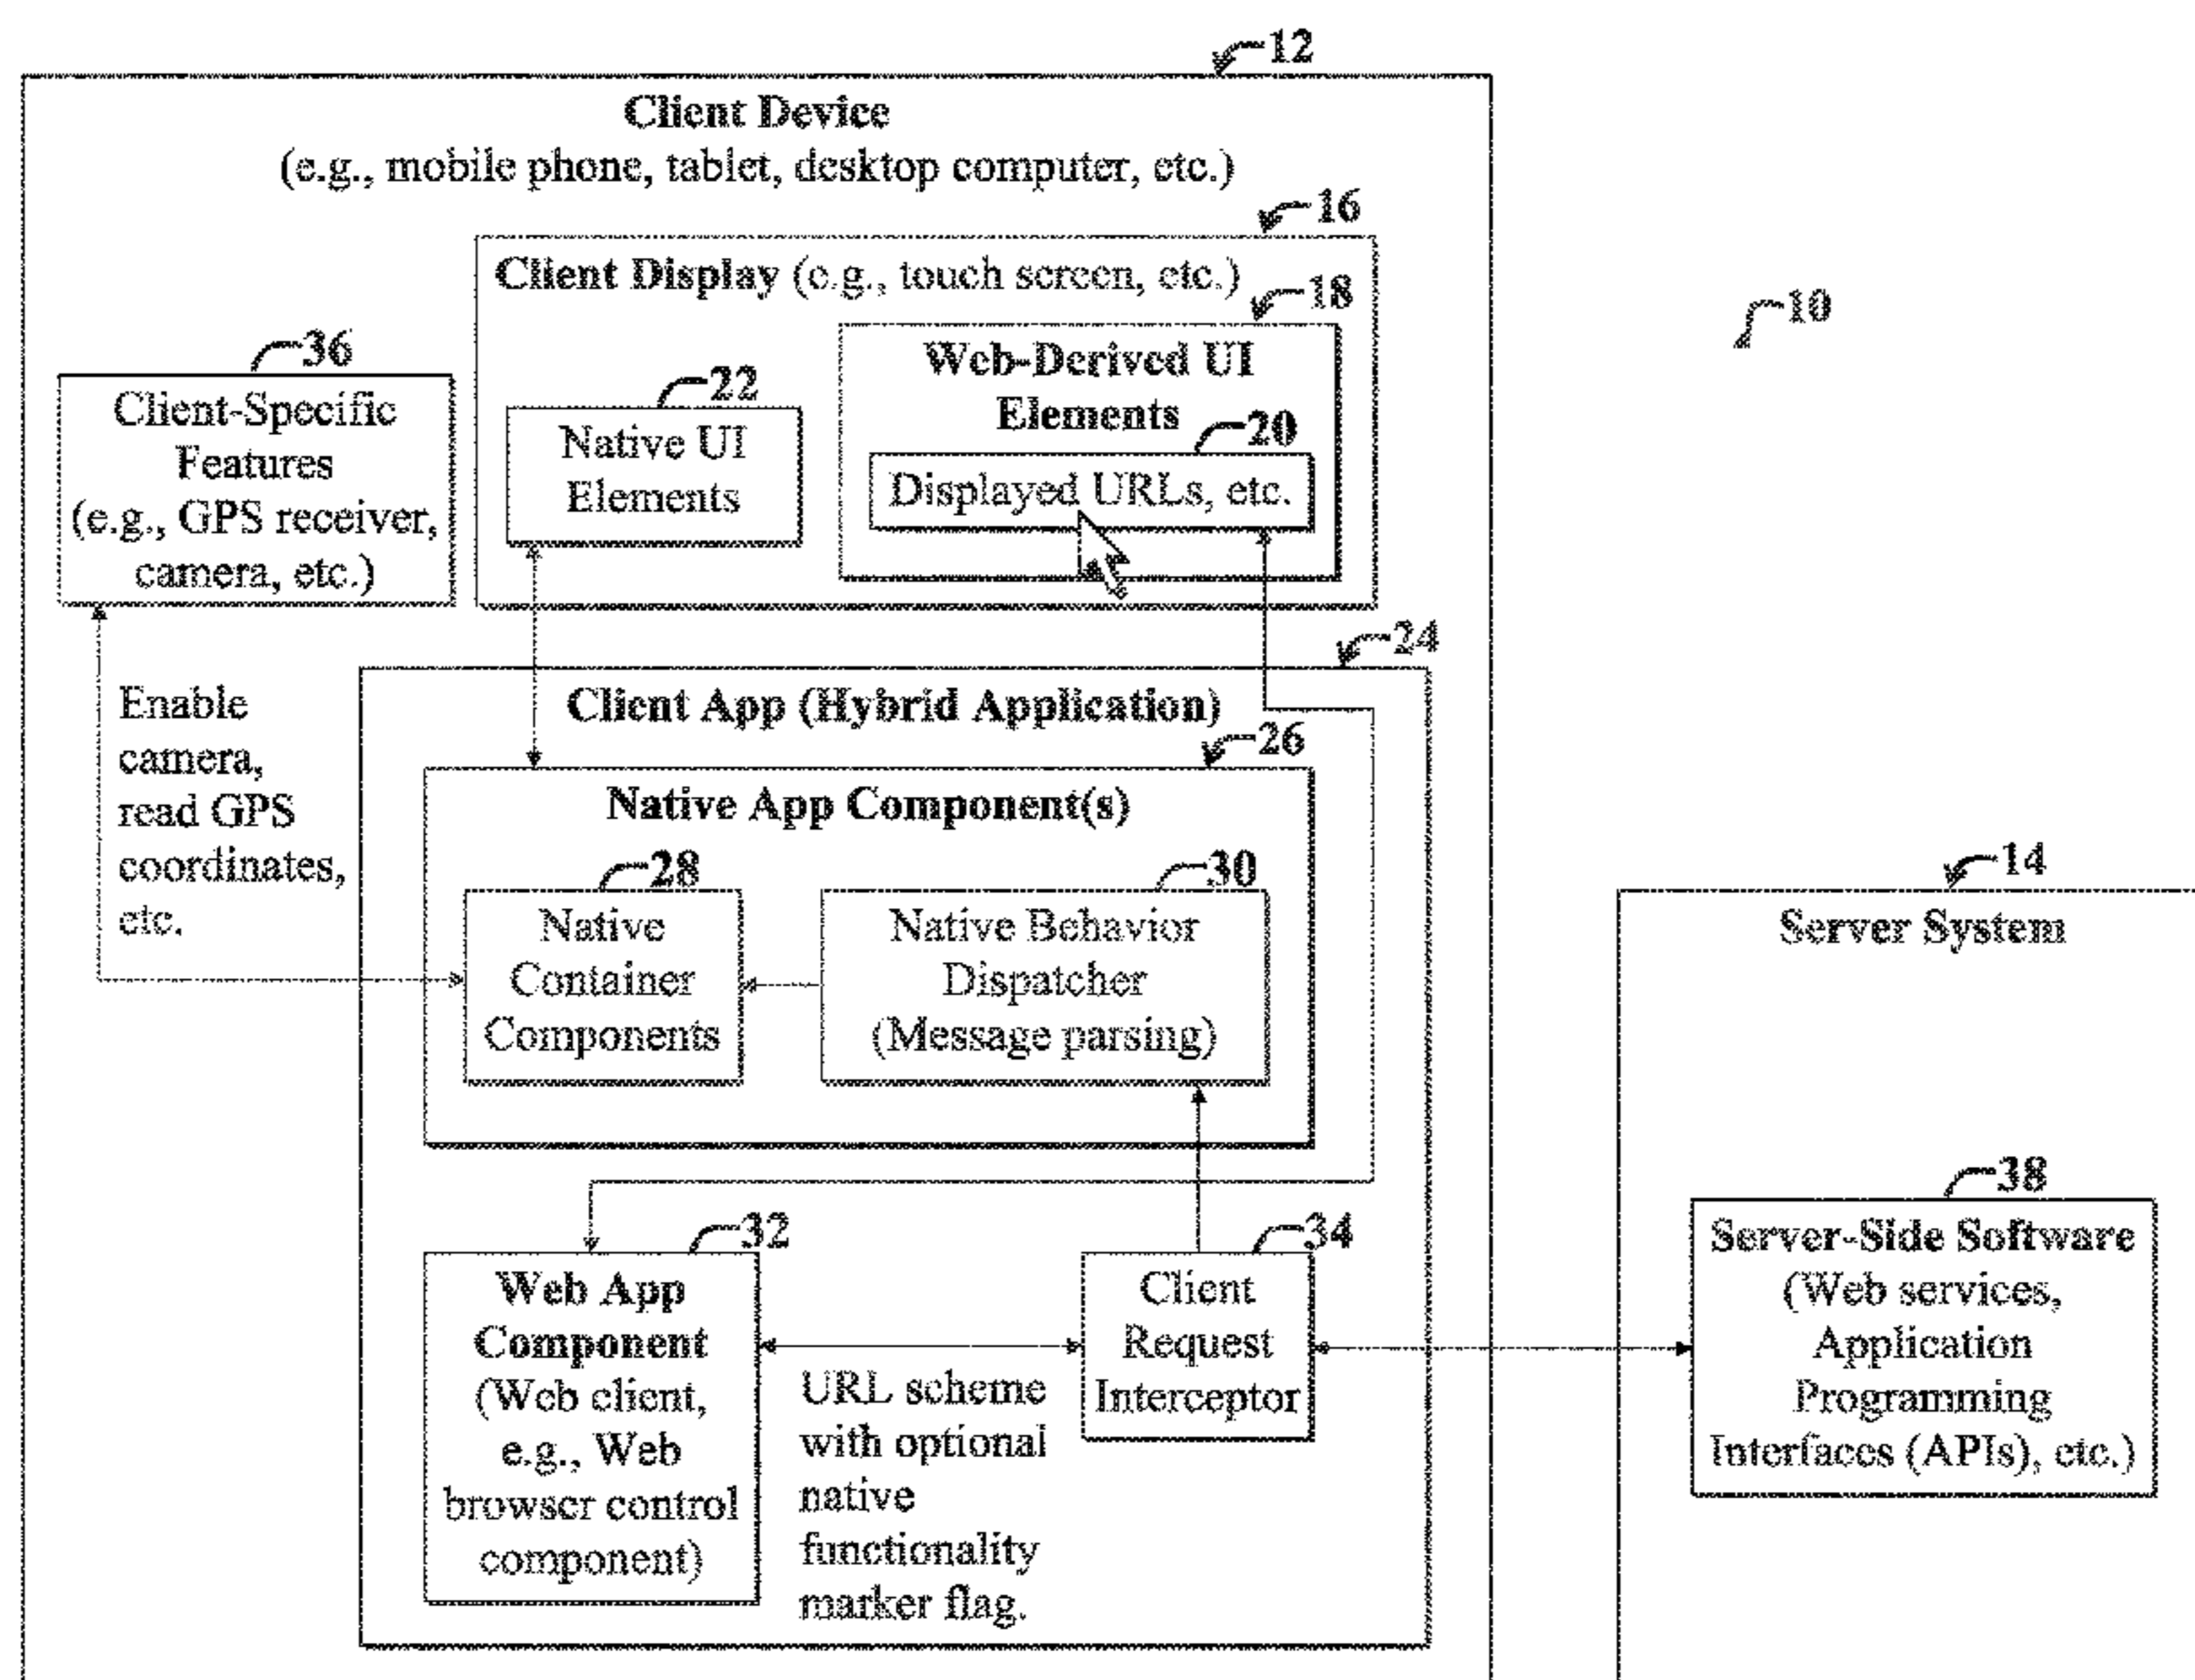 12
Client Device
(e.g., mobile phone, tablet, desktop computer, etc.)
16
Client Display (e.g., touch screen, etc.)
18
10
36
Client-Specific
Features
(e.g., GPS receiver,
camera, etc.)
22
Native UI
Elements
Web-Derived UI
Elements
20
Displayed URLs, etc.
24
Enable
camera,
read GPS
coordinates,
etc.
Client App (Hybrid Application)
26
Native App Component(s)
28
Native
Container
Components
30
Native Behavior
Dispatcher
(Message parsing)
14
Server System
32
Web App
Component
(Web client,
e.g., Web
browser control
component)
URL scheme
with optional
native
functionality
marker flag.
34
Client
Request
Interceptor
38
Server-Side Software
(Web services,
Application
Programming
Interfaces (APIs), etc.)